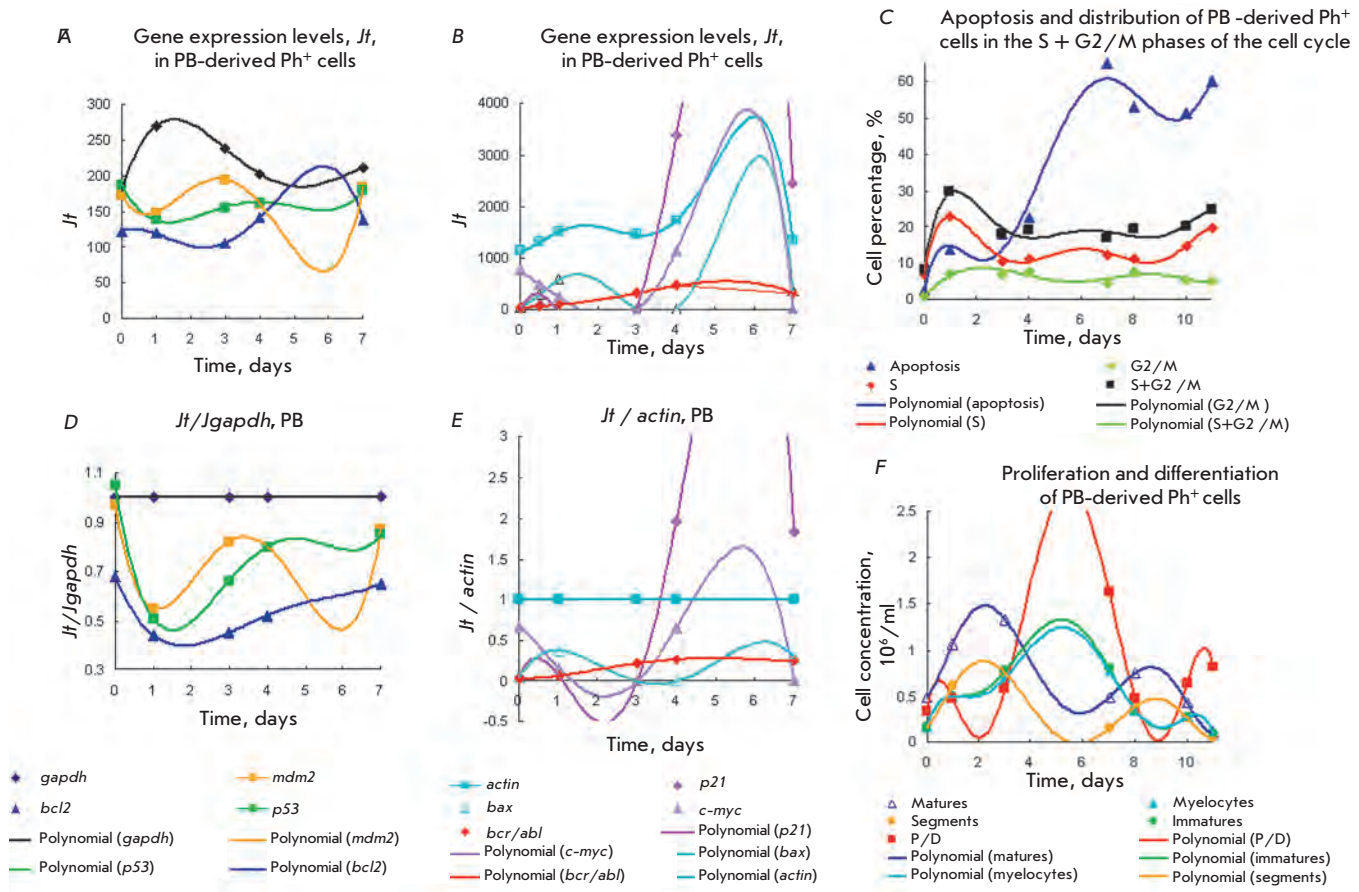 A
Gene expression levels, Jt,
in PB-derived Ph⁺ cells
300
250
200
150
100
50
0
Jt
0 1 2 3 4 5 6 7
Time, days
B
Gene expression levels, Jt,
in PB-derived Ph⁺ cells
4000
3000
2000
1000
0
Jt
0 1 2 3 4 5 6 7
Time, days
C
Apoptosis and distribution of PB -derived Ph⁺
cells in the S + G2/M phases of the cell cycle
60
50
40
30
20
10
0
Cell percentage, %
0 2 4 6 8 10
Time, days
Apoptosis
G2/M
S
S+G2 /M
Polynomial (apoptosis)
Polynomial (G2/M )
Polynomial (S)
Polynomial (S+G2 /M)
D
Jt/Jgapdh, PB
1.1
0.9
0.7
0.5
0.3
Jt/Jgapdh
0 1 2 3 4 5 6 7
Time, days
gapdh
mdm2
bcl2
p53
Polynomial (gapdh)
Polynomial (mdm2)
Polynomial (p53)
Polynomial (bcl2)
E
Jt / actin, PB
3
2.5
2
1.5
1
0.5
0
-0.5
Jt / actin
0 1 2 3 4 5 6 7
Time, days
actin
p21
bax
c-myc
bcr/abl
Polynomial (p21)
Polynomial (c-myc)
Polynomial (bax)
Polynomial (bcr/abl)
Polynomial (actin)
F
Proliferation and differentiation
of PB-derived Ph⁺ cells
2.5
2
1.5
1
0.5
0
Cell concentration,
10⁶/ml
0 2 4 6 8 10
Time, days
Matures
Myelocytes
Segments
Immatures
P/D
Polynomial (P/D)
Polynomial (matures)
Polynomial (immatures)
Polynomial (myelocytes)
Polynomial (segments)